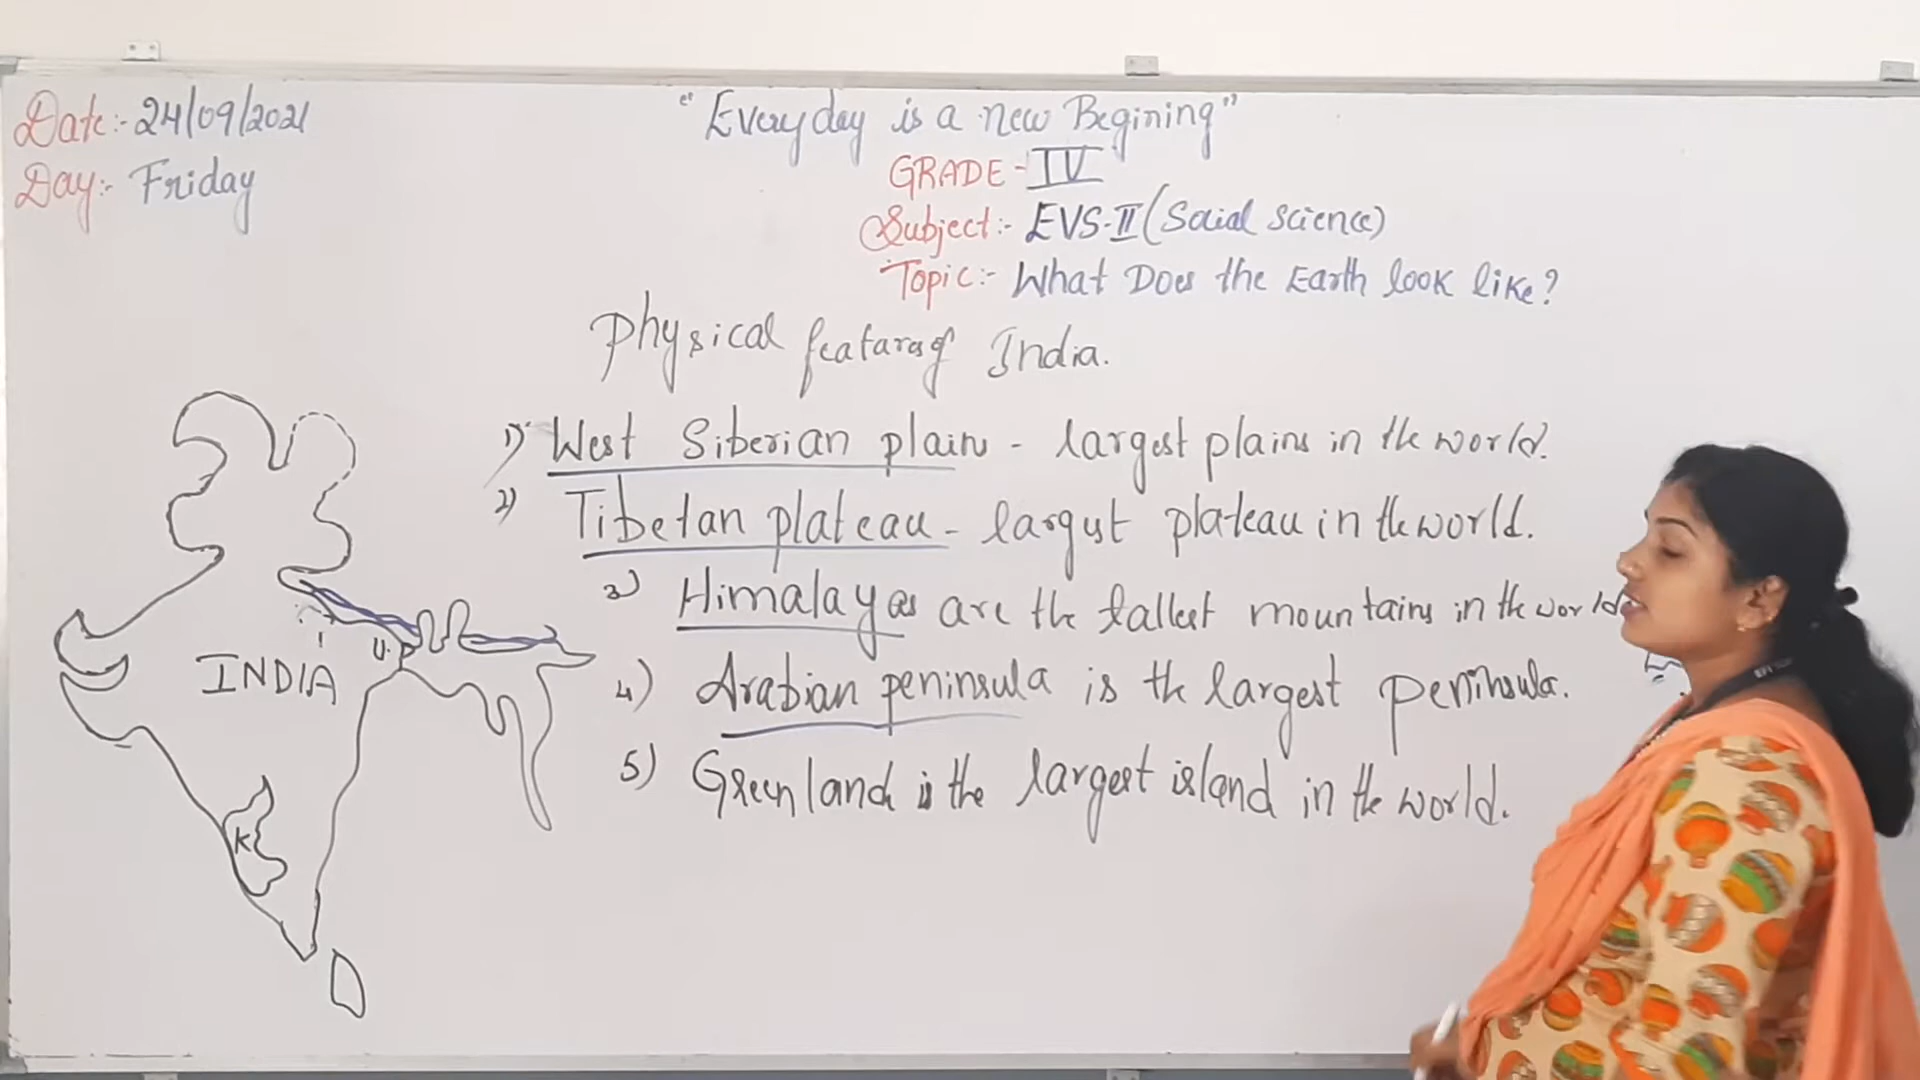 Date:- 24/09/2021
Day:- Friday
"Everyday is a new Begining"
GRADE - IV
Subject:- EVS-II (Social Science)
Topic:- What Does the Earth look like?
Physical features of India.
1) West Siberian plain - largest plains in the world.
2) Tibetan plateau - largest plateau in the world.
3) Himalayas are the tallest mountains in the world
4) Arabian peninsula is the largest peninsula.
5) Greenland is the largest island in the world.
U.
INDIA
K